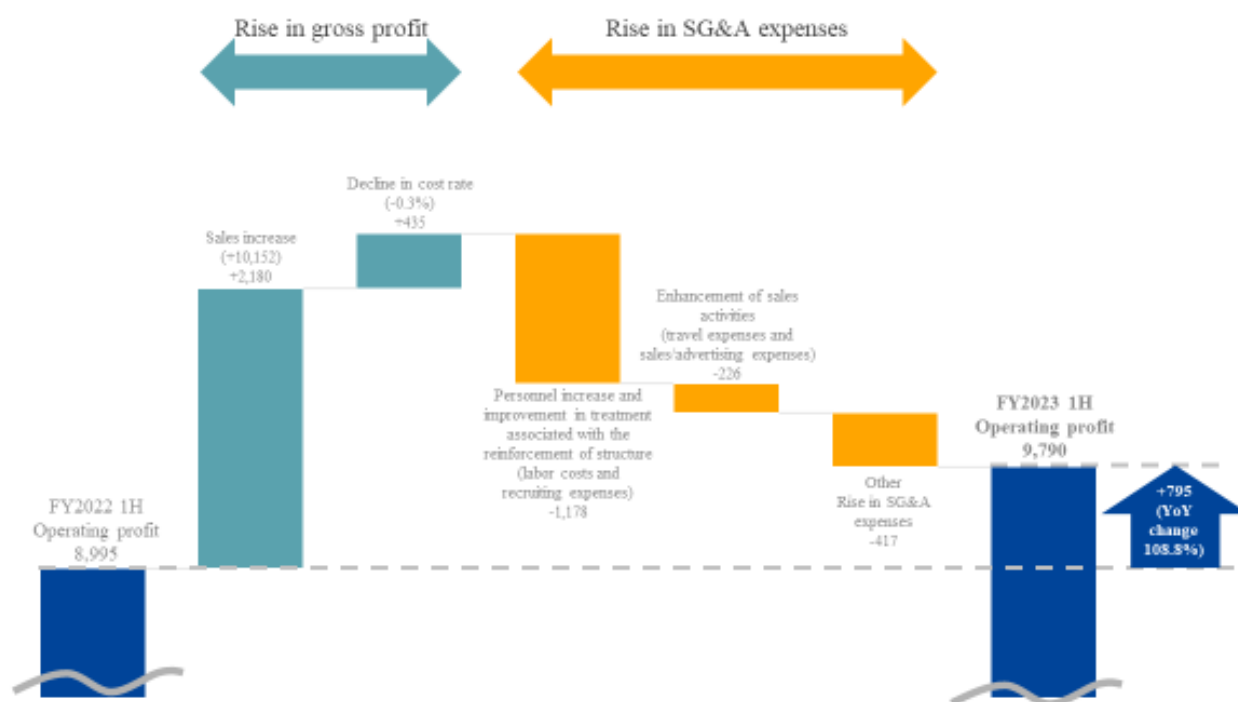 Rise in gross profit
Rise in SG&A expenses
Decline in cost rate
(-0.3%)
+435
Sales increase
(+10,152)
+2,180
Enhancement of sales
activities
(travel expenses and
sales/advertising expenses)
-226
Personnel increase and
improvement in treatment
associated with the
reinforcement of structure
(labor costs and
recruiting expenses)
-1,178
FY2023 1H
Operating profit
9,790
Other
Rise in SG&A
expenses
-417
+795
(YoY
change
108.8%)
FY2022 1H
Operating profit
8,995